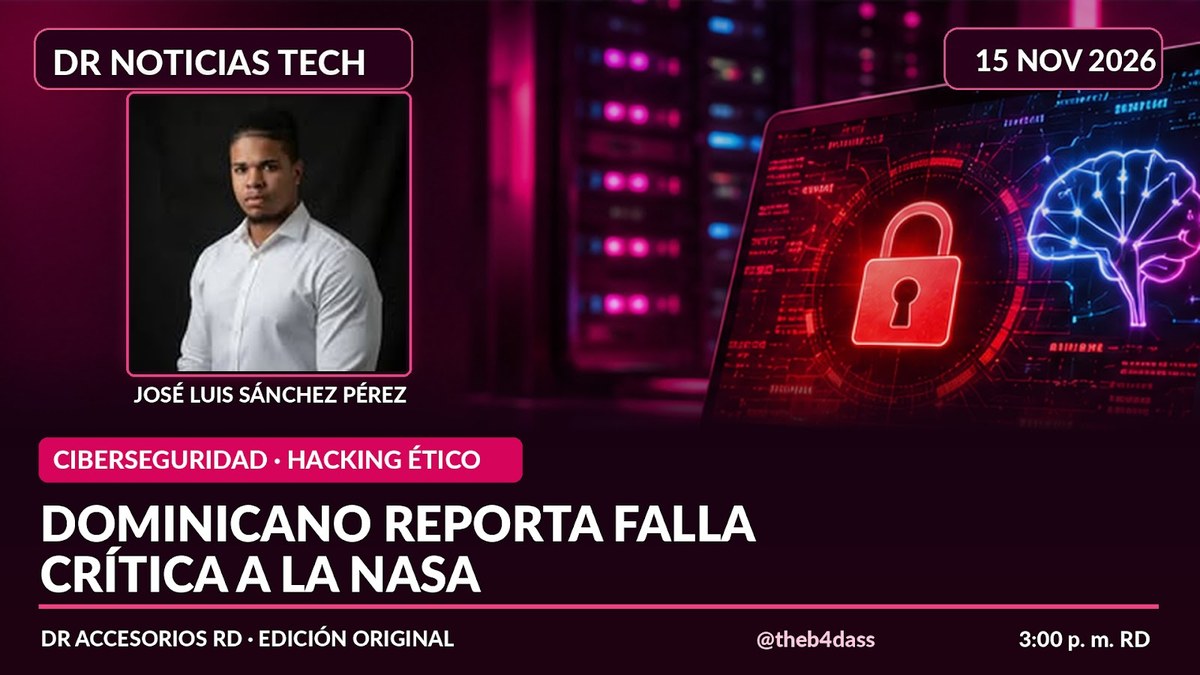 DR NOTICIAS TECH
15 NOV 2026
JOSÉ LUIS SÁNCHEZ PÉREZ
CIBERSEGURIDAD · HACKING ÉTICO
DOMINICANO REPORTA FALLA
CRÍTICA A LA NASA
DR ACCESORIOS RD · EDICIÓN ORIGINAL
@theb4dass
3:00 p. m. RD